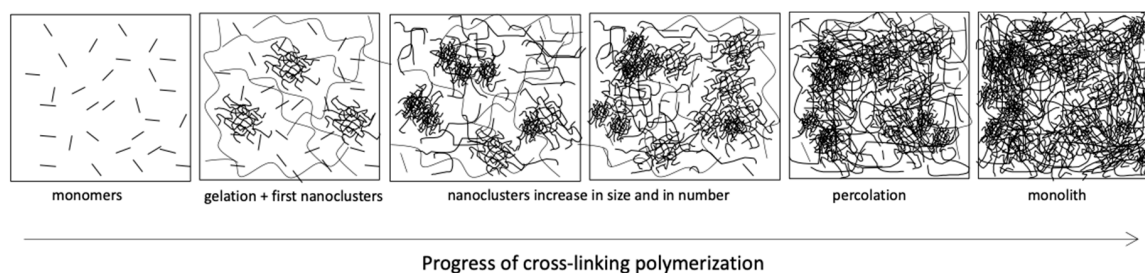 monomers
gelation + first nanoclusters
nanoclusters increase in size and in number
percolation
monolith
Progress of cross-linking polymerization